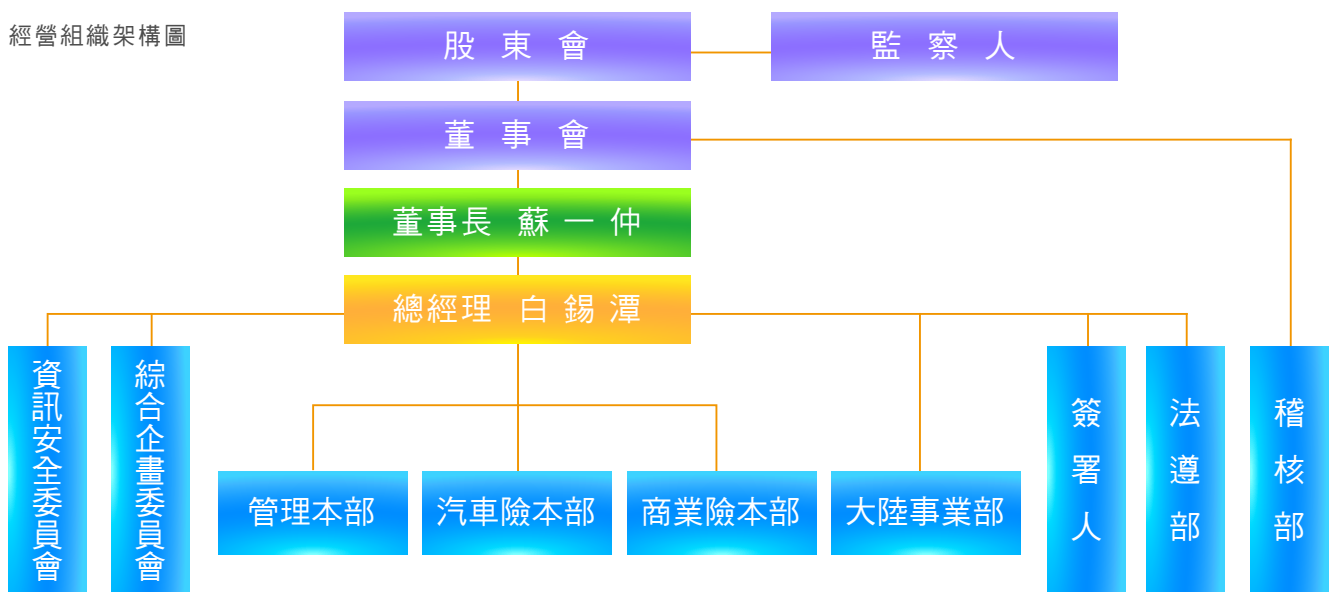 經營組織架構圖
股東會
監察人
董事會
董事長 蘇一仲
總經理 白錫潭
資訊安全委員會
綜合企畫委員會
管理本部
汽車險本部
商業險本部
大陸事業部
簽署人
法遵部
稽核部